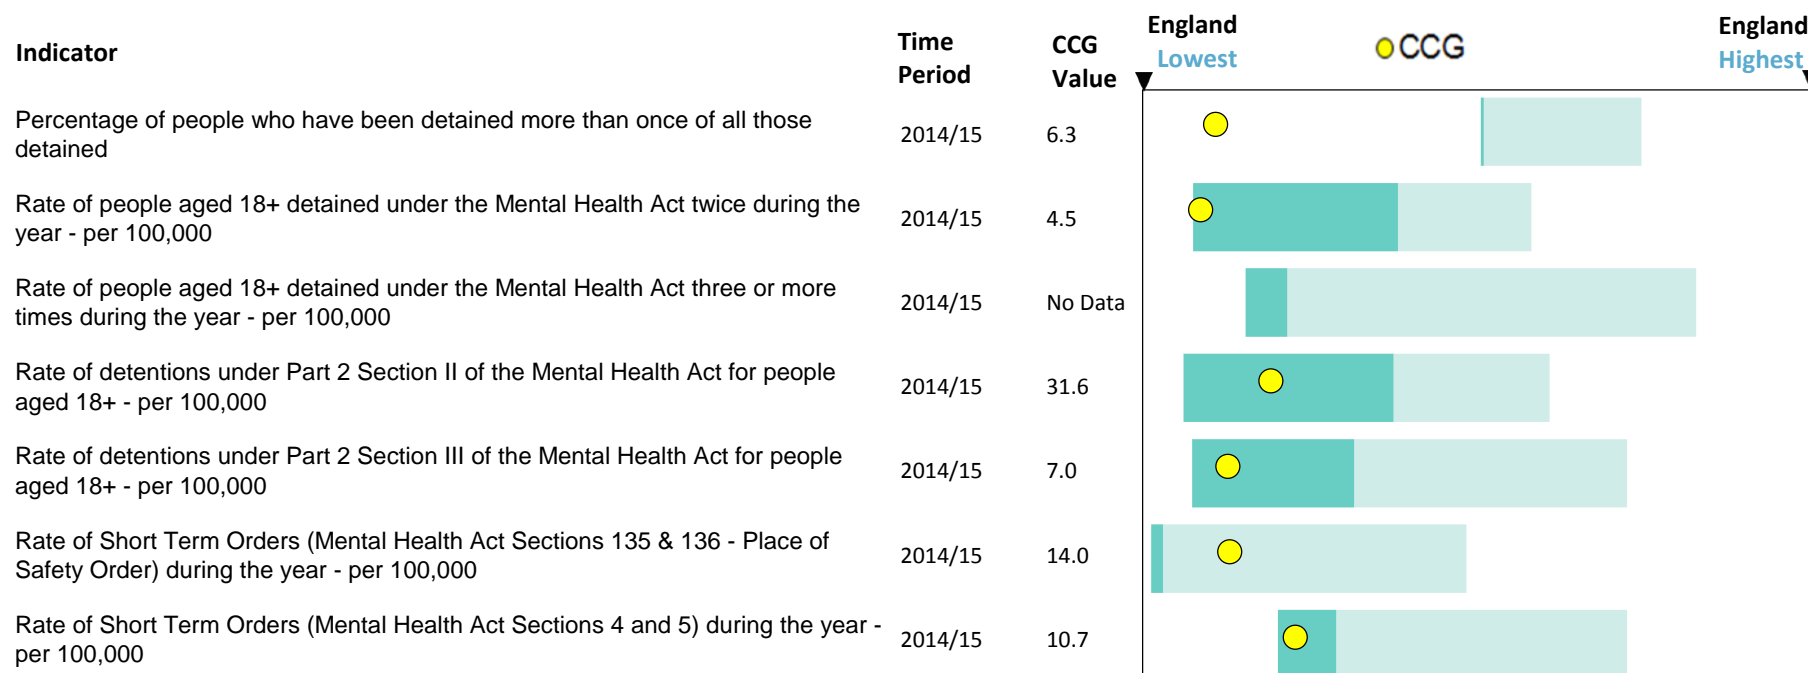 Indicator
Time
Period
CCG
Value
England
Lowest
CCG
England
Highest
Percentage of people who have been detained more than once of all those
detained
2014/15
6.3
Rate of people aged 18+ detained under the Mental Health Act twice during the
year - per 100,000
2014/15
4.5
Rate of people aged 18+ detained under the Mental Health Act three or more
times during the year - per 100,000
2014/15
No Data
Rate of detentions under Part 2 Section II of the Mental Health Act for people
aged 18+ - per 100,000
2014/15
31.6
Rate of detentions under Part 2 Section III of the Mental Health Act for people
aged 18+ - per 100,000
2014/15
7.0
Rate of Short Term Orders (Mental Health Act Sections 135 & 136 - Place of
Safety Order) during the year - per 100,000
2014/15
14.0
Rate of Short Term Orders (Mental Health Act Sections 4 and 5) during the year -
per 100,000
2014/15
10.7